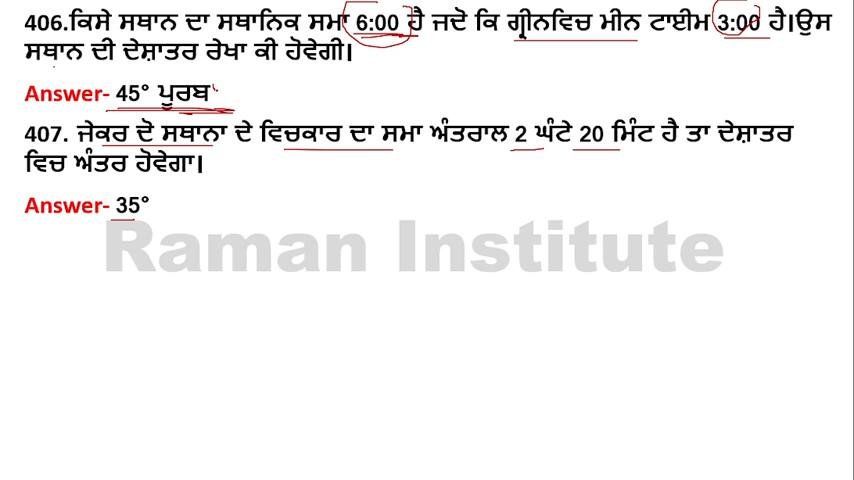 406.ਕਿਸੇ ਸਥਾਨ ਦਾ ਸਥਾਨਿਕ ਸਮਾ 6:00 ਹੈ ਜਦੋ ਕਿ ਗ੍ਰੀਨਵਿਚ ਮੀਨ ਟਾਈਮ 3:00 ਹੈ।ਉਸ
ਸਥਾਨ ਦੀ ਦੇਸ਼ਾਤਰ ਰੇਖਾ ਕੀ ਹੋਵੇਗੀ।
Answer- 45° ਪੂਰਬ
407. ਜੇਕਰ ਦੋ ਸਥਾਨਾ ਦੇ ਵਿਚਕਾਰ ਦਾ ਸਮਾ ਅੰਤਰਾਲ 2 ਘੰਟੇ 20 ਮਿੰਟ ਹੈ ਤਾ ਦੇਸ਼ਾਤਰ
ਵਿਚ ਅੰਤਰ ਹੋਵੇਗਾ।
Answer- 35°
Raman Institute